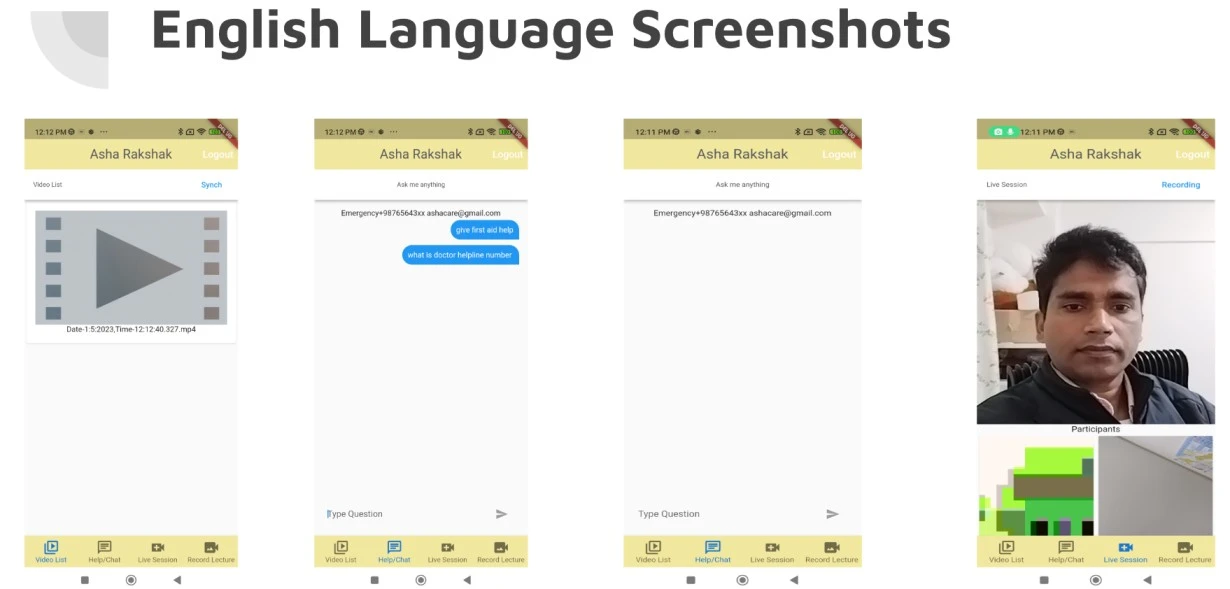 English Language Screenshots
12:12 PM
Asha Rakshak
Logout
Video List
Synch
Date-1:5:2023,Time-12:12:40.327.mp4
Video List
Help/Chat
Live Session
Record Lecture
12:12 PM
Asha Rakshak
Logout
Ask me anything
Emergency+98765643xx ashacare@gmail.com
give first aid help
what is doctor helpline number
Type Question
Video List
Help/Chat
Live Session
Record Lecture
12:11 PM
Asha Rakshak
Logout
Ask me anything
Emergency+98765643xx ashacare@gmail.com
Type Question
Video List
Help/Chat
Live Session
Record Lecture
12:11 PM
Asha Rakshak
Logout
Live Session
Recording
Participants
Video List
Help/Chat
Live Session
Record Lecture